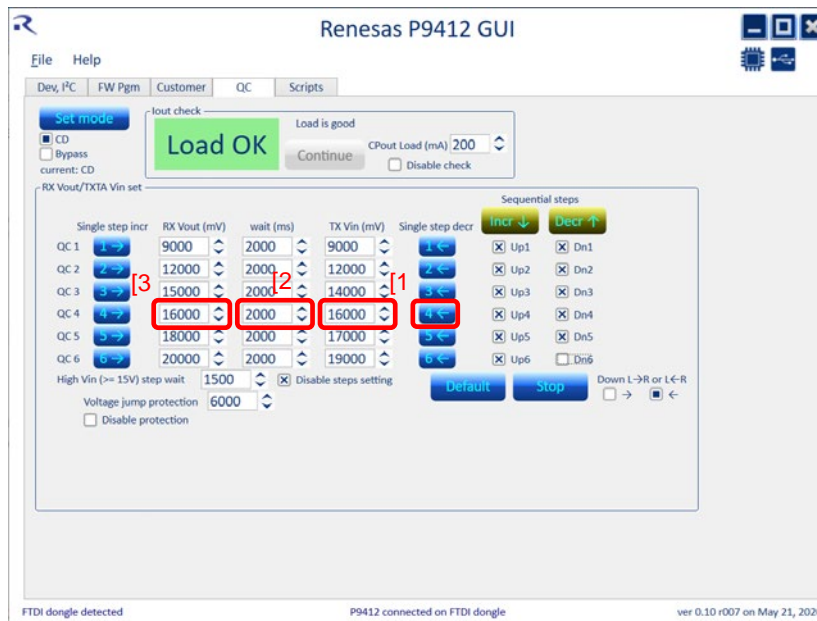 Renesas P9412 GUI
File Help
Dev, I²C FW Pgm Customer QC Scripts
Set mode
CD
Bypass
current: CD
Iout check
Load OK
Load is good
Continue
CPout Load (mA) 200
Disable check
RX Vout/TXTA Vin set
Sequential steps
Single step incr RX Vout (mV) wait (ms) TX Vin (mV) Single step decr Incr ↓ Decr ↑
QC 1 1→ 9000 2000 9000 1← Up1 Dn1
QC 2 2→ 12000 2000 12000 2← Up2 Dn2
QC 3 3→ [3 15000 2000 [2 14000 [1 3← Up3 Dn3
QC 4 4→ 16000 2000 16000 4← Up4 Dn4
QC 5 5→ 18000 2000 17000 5← Up5 Dn5
QC 6 6→ 20000 2000 19000 6← Up6 Dn6
High Vin (>= 15V) step wait 1500 Disable steps setting Default Stop Down L→R or L←R
→ ←
Voltage jump protection 6000
Disable protection
FTDI dongle detected P9412 connected on FTDI dongle ver 0.10 r007 on May 21, 202